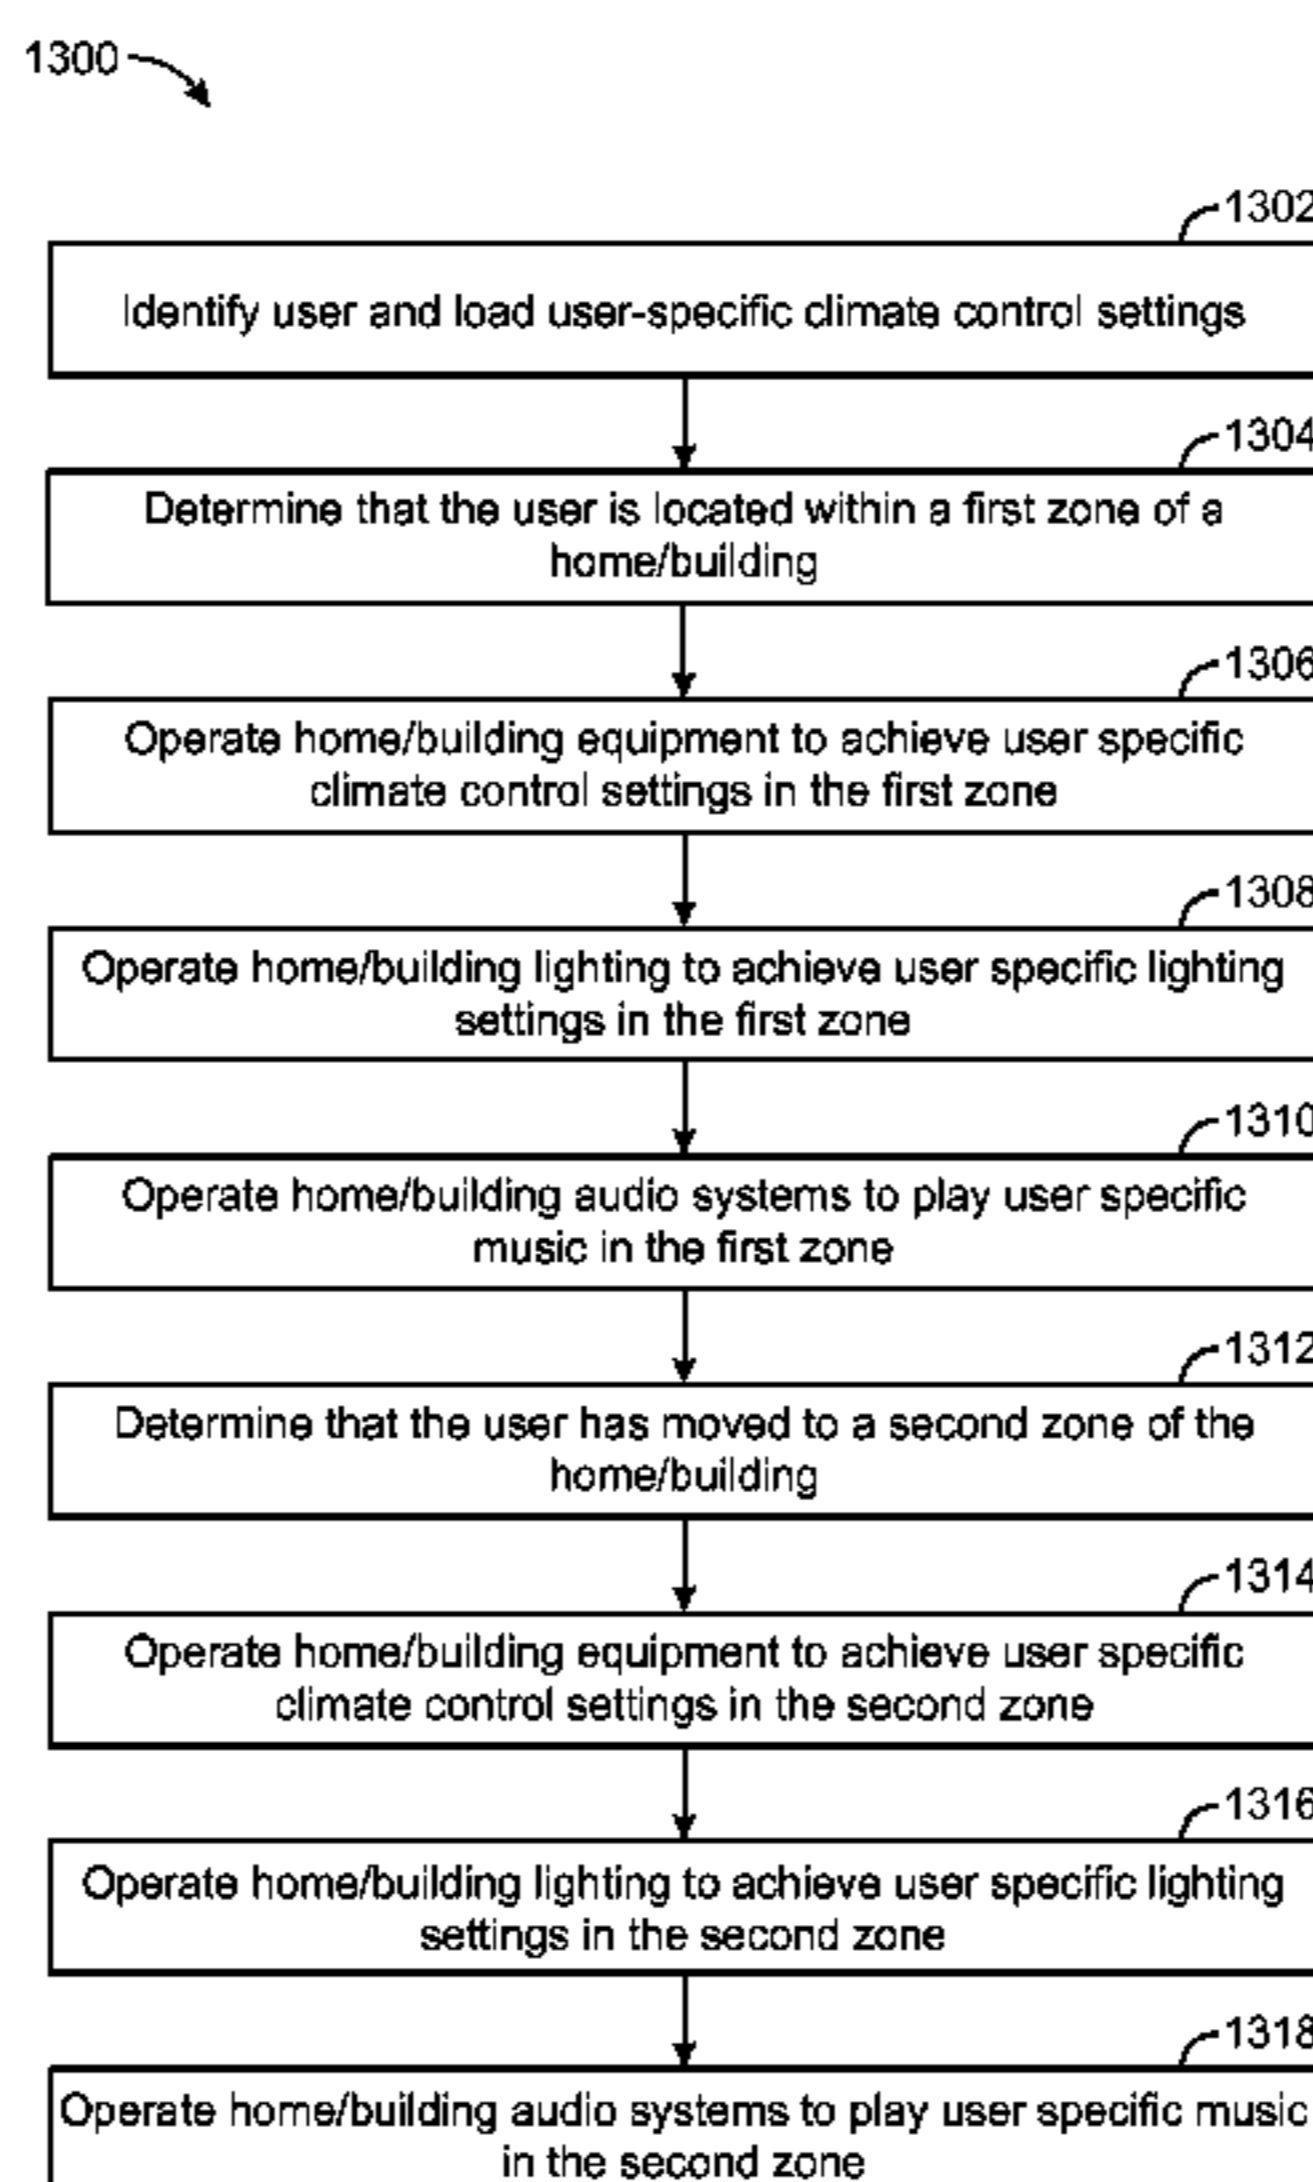 1300
1302
Identify user and load user-specific climate control settings
1304
Determine that the user is located within a first zone of a
home/building
1306
Operate home/building equipment to achieve user specific
climate control settings in the first zone
1308
Operate home/building lighting to achieve user specific lighting
settings in the first zone
1310
Operate home/building audio systems to play user specific
music in the first zone
1312
Determine that the user has moved to a second zone of the
home/building
1314
Operate home/building equipment to achieve user specific
climate control settings in the second zone
1316
Operate home/building lighting to achieve user specific lighting
settings in the second zone
1318
Operate home/building audio systems to play user specific music
in the second zone